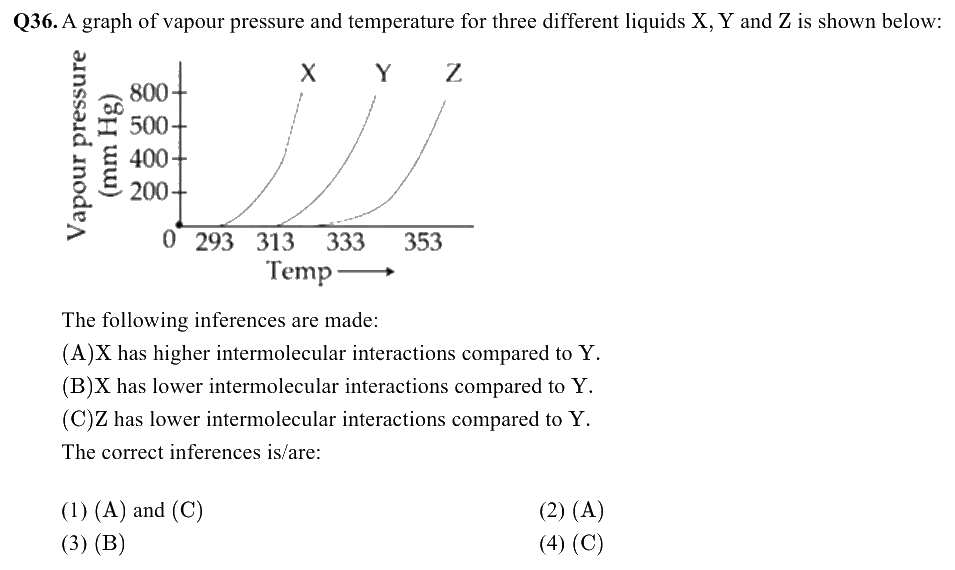 Q36. A graph of vapour pressure and temperature for three different liquids X, Y and Z is shown below:
X Y Z
Vapour pressure
(mm Hg)
800
500
400
200
0 293 313 333 353
Temp
The following inferences are made:
(A)X has higher intermolecular interactions compared to Y.
(B)X has lower intermolecular interactions compared to Y.
(C)Z has lower intermolecular interactions compared to Y.
The correct inferences is/are:
(1) (A) and (C) (2) (A)
(3) (B) (4) (C)